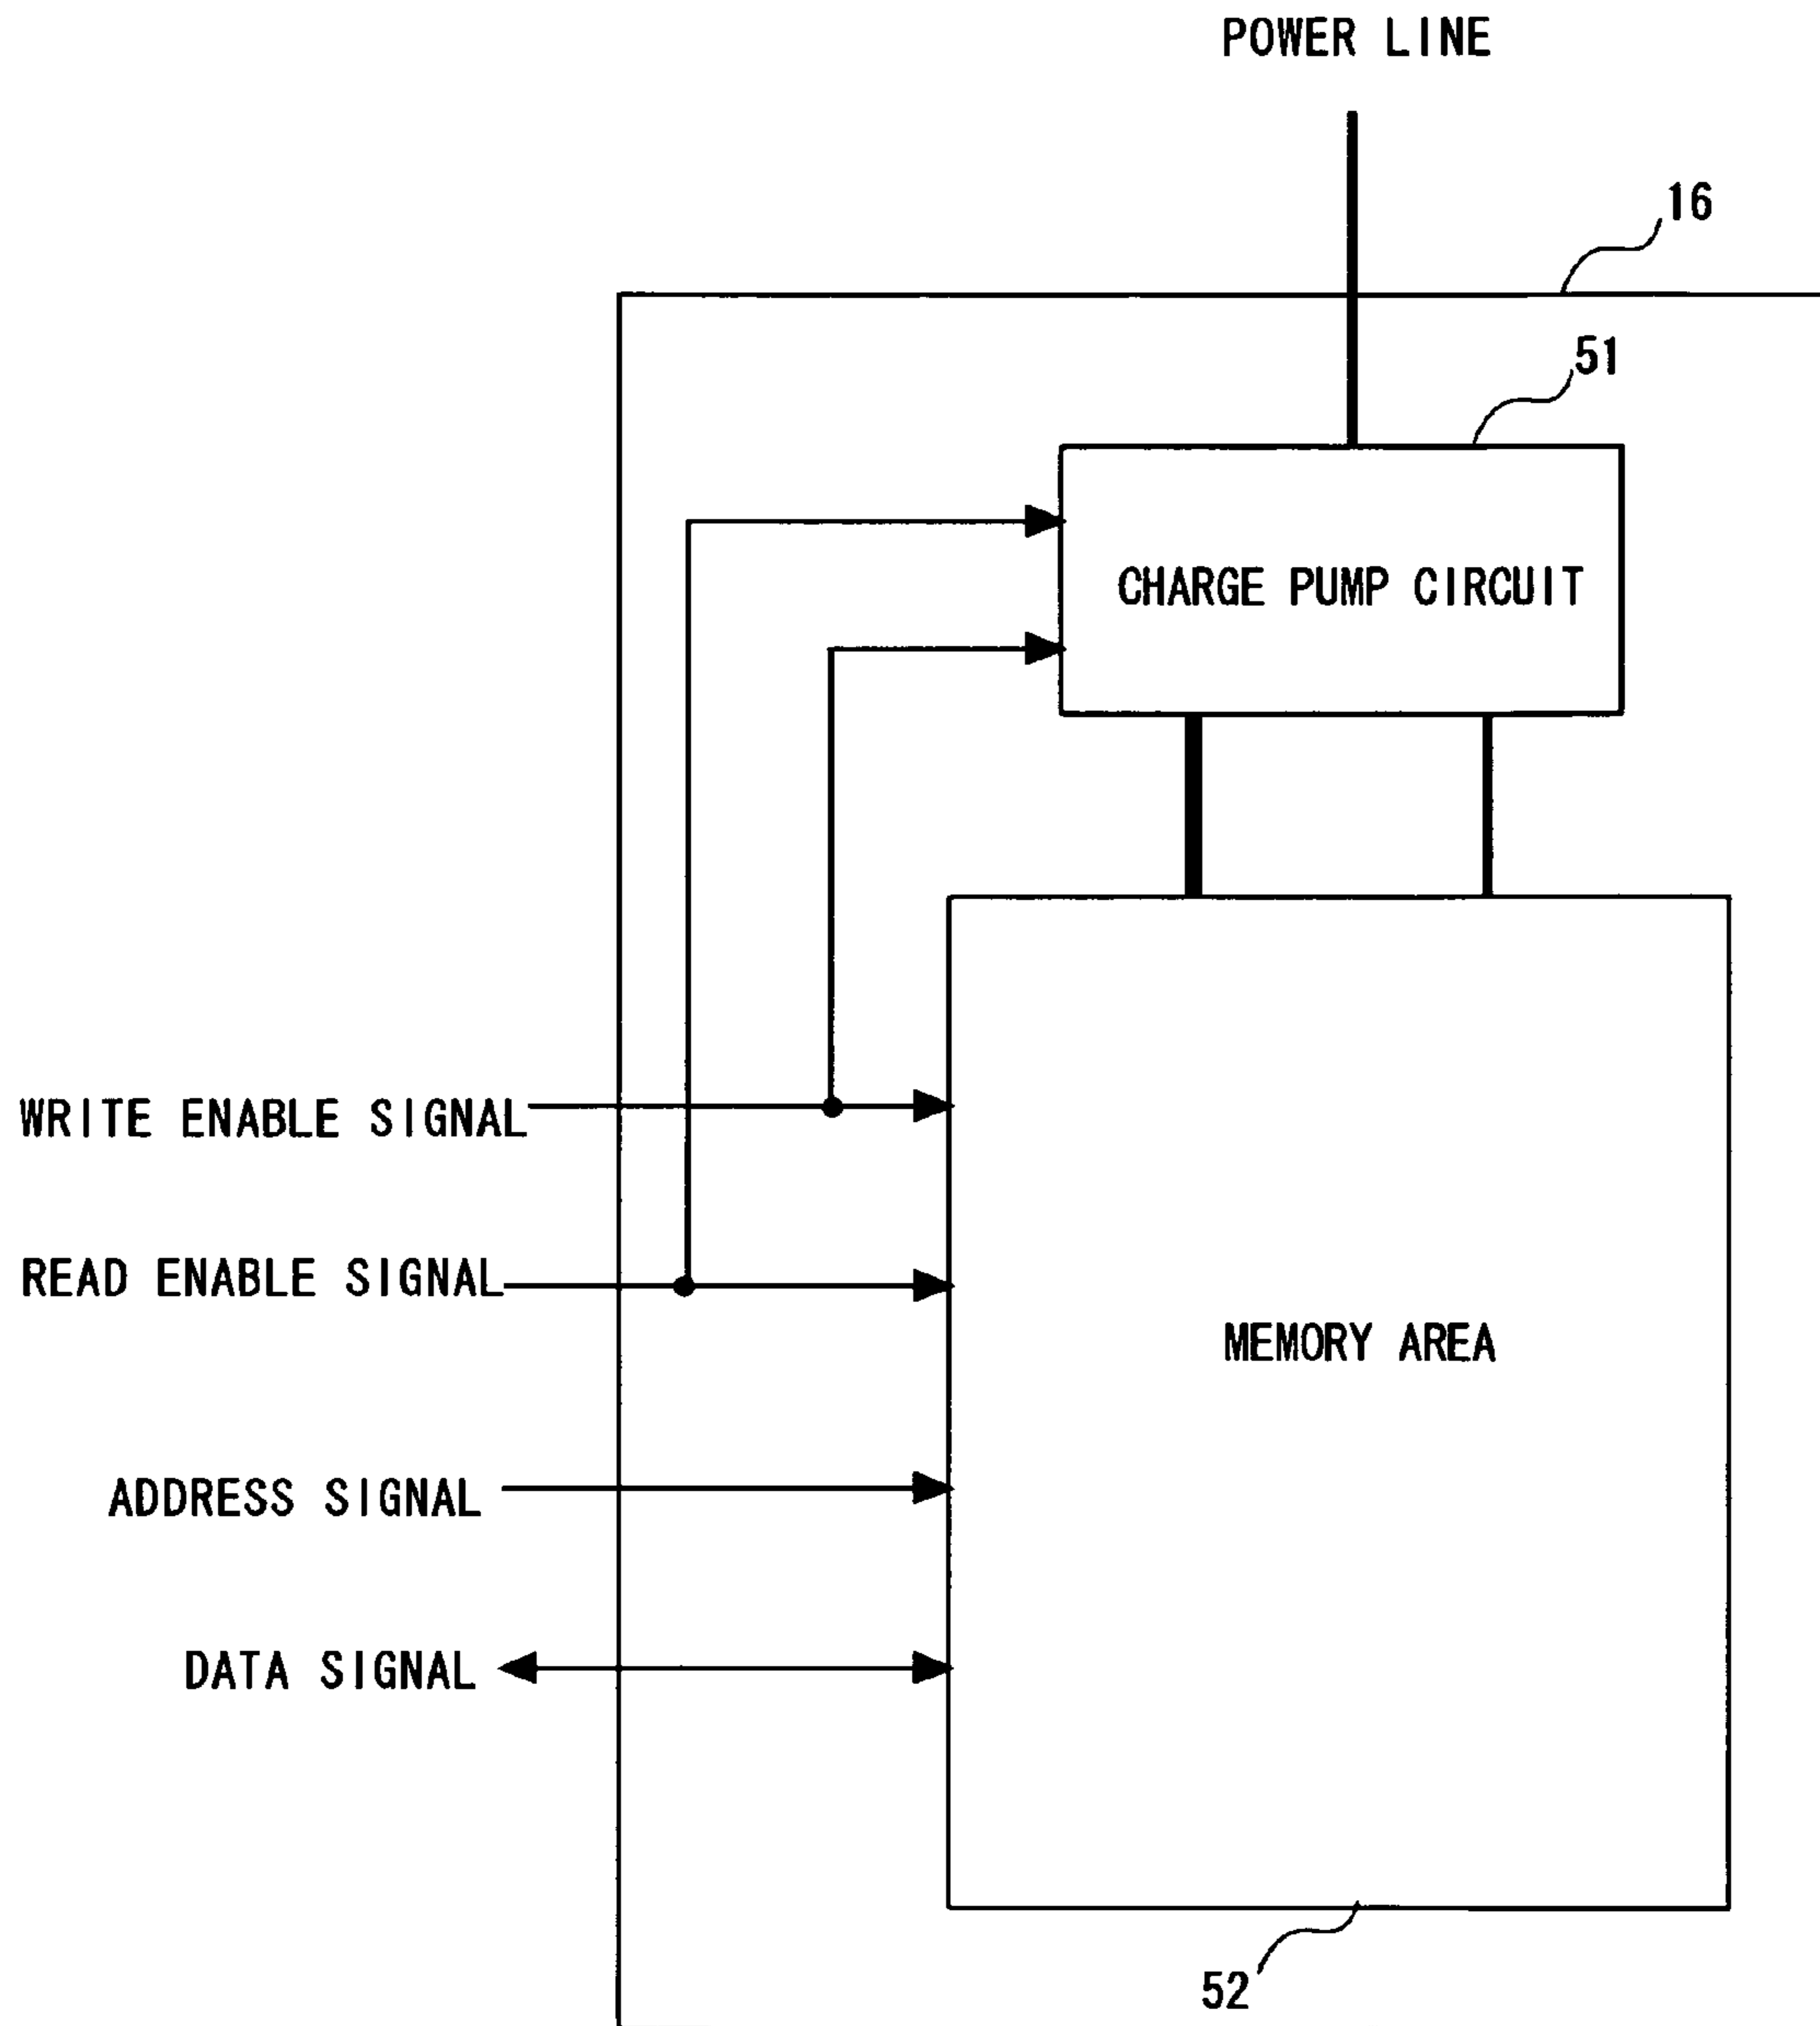 POWER LINE
16
51
CHARGE PUMP CIRCUIT
WRITE ENABLE SIGNAL
READ ENABLE SIGNAL
MEMORY AREA
ADDRESS SIGNAL
DATA SIGNAL
52